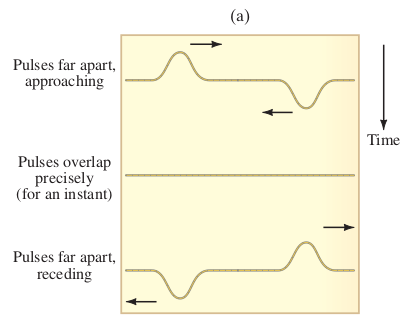 (a)
Pulses far apart,
approaching
Time
Pulses overlap
precisely
(for an instant)
Pulses far apart,
receding